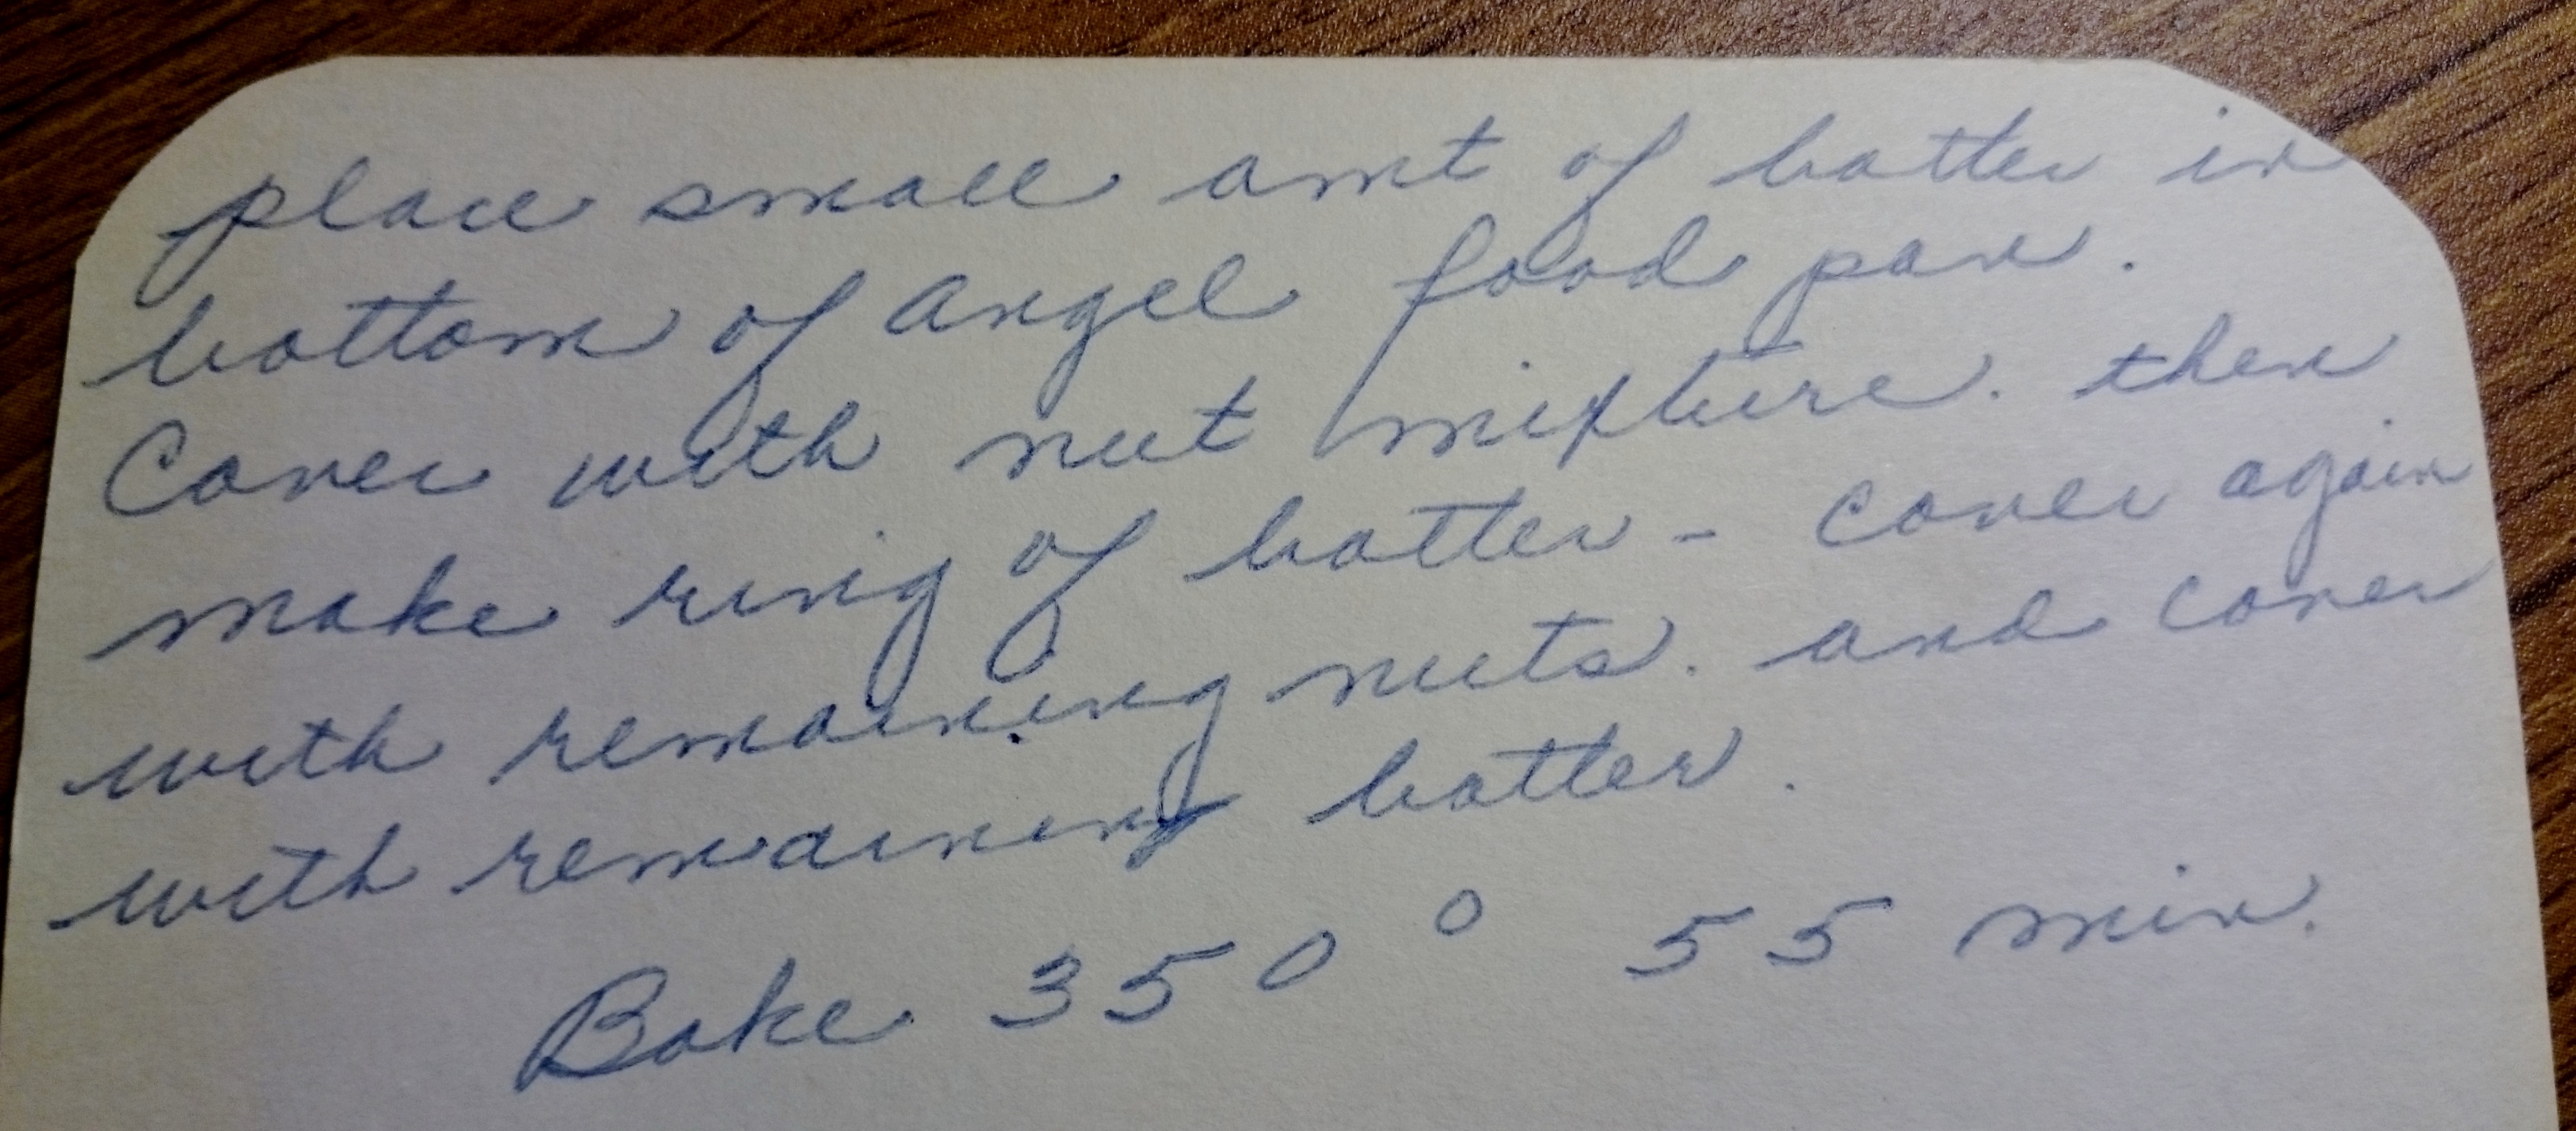 place small amt of batter in
bottom of angel food pan.
Cover with nut mixture. then
make ring of batter - cover again
with remaining nuts. and cover
with remaining batter.
Bake 350° 55 min.